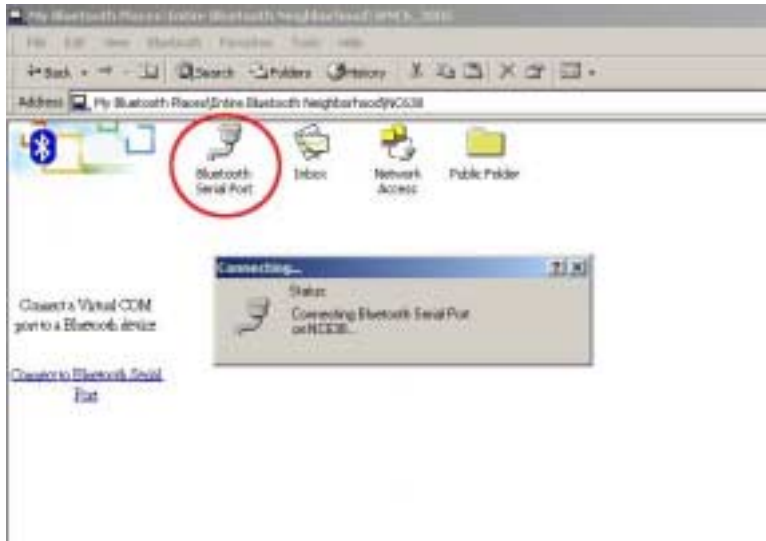 My Bluetooth Places\Entire Bluetooth Neighborhood\
File Edit View Bluetooth Favorites Tools Help
Back Search Folders History
Address My Bluetooth Places\Entire Bluetooth Neighborhood\NC638
Bluetooth Serial Port
Inbox
Network Access
Public Folder
Connecting...
Status:
Connecting Bluetooth Serial Port
on NC638...
Connect a Virtual COM
port to a Bluetooth device
Connect to Bluetooth Serial
Port